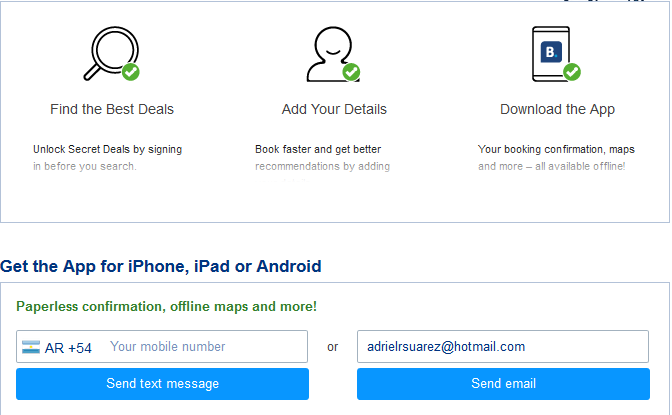 B.
Find the Best Deals
Add Your Details
Download the App
Unlock Secret Deals by signing
in before you search.
Book faster and get better
recommendations by adding
Your booking confirmation, maps
and more – all available offline!
Get the App for iPhone, iPad or Android
Paperless confirmation, offline maps and more!
AR +54 Your mobile number
or
adrielrsuarez@hotmail.com
Send text message
Send email